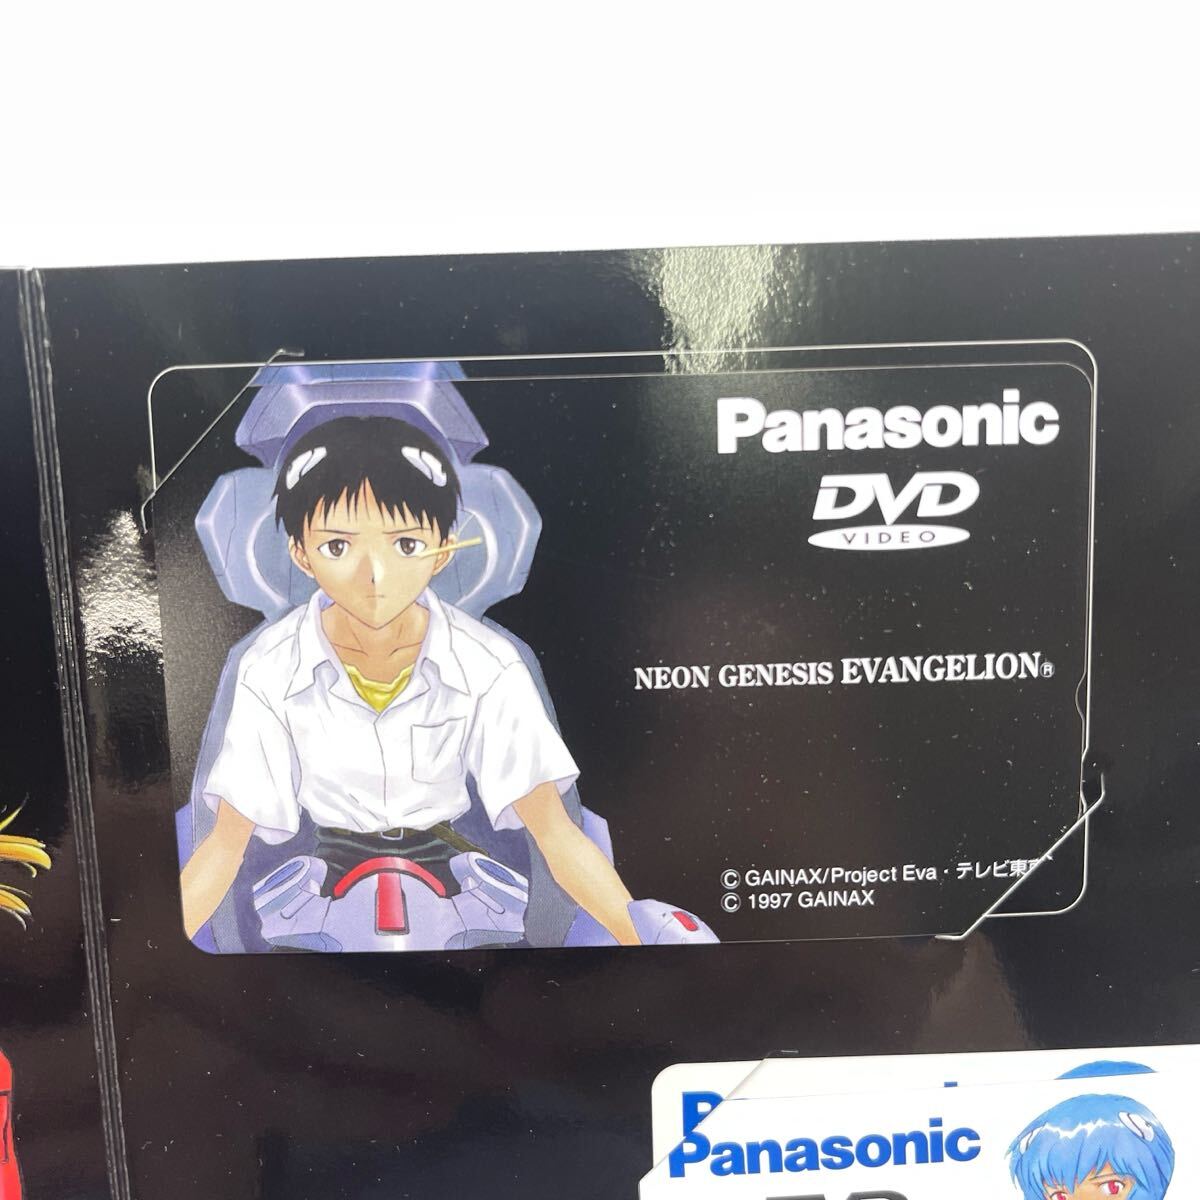 Panasonic
DVD
VIDEO
NEON GENESIS EVANGELION®
© GAINAX/Project Eva・テレビ東
© 1997 GAINAX
Panasonic